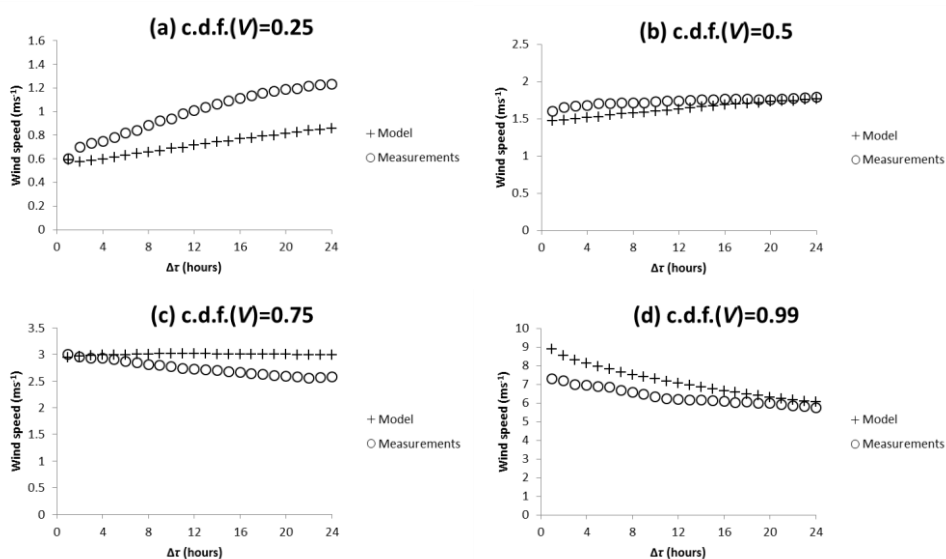 (a) c.d.f.(V)=0.25
1.6
1.4
1.2
1
0.8
0.6
0.4
0.2
0
0 4 8 12 16 20 24
Wind speed (ms-1)
Δτ (hours)
+ Model
○ Measurements
(b) c.d.f.(V)=0.5
2.5
2
1.5
1
0.5
0
0 4 8 12 16 20 24
Wind speed (ms-1)
Δτ (hours)
+ Model
○ Measurements
(c) c.d.f.(V)=0.75
3.5
3
2.5
2
1.5
1
0.5
0
0 4 8 12 16 20 24
Wind speed (ms-1)
Δτ (hours)
+ Model
○ Measurements
(d) c.d.f.(V)=0.99
10
9
8
7
6
5
4
3
2
1
0
0 4 8 12 16 20 24
Wind speed (ms-1)
Δτ (hours)
+ Model
○ Measurements